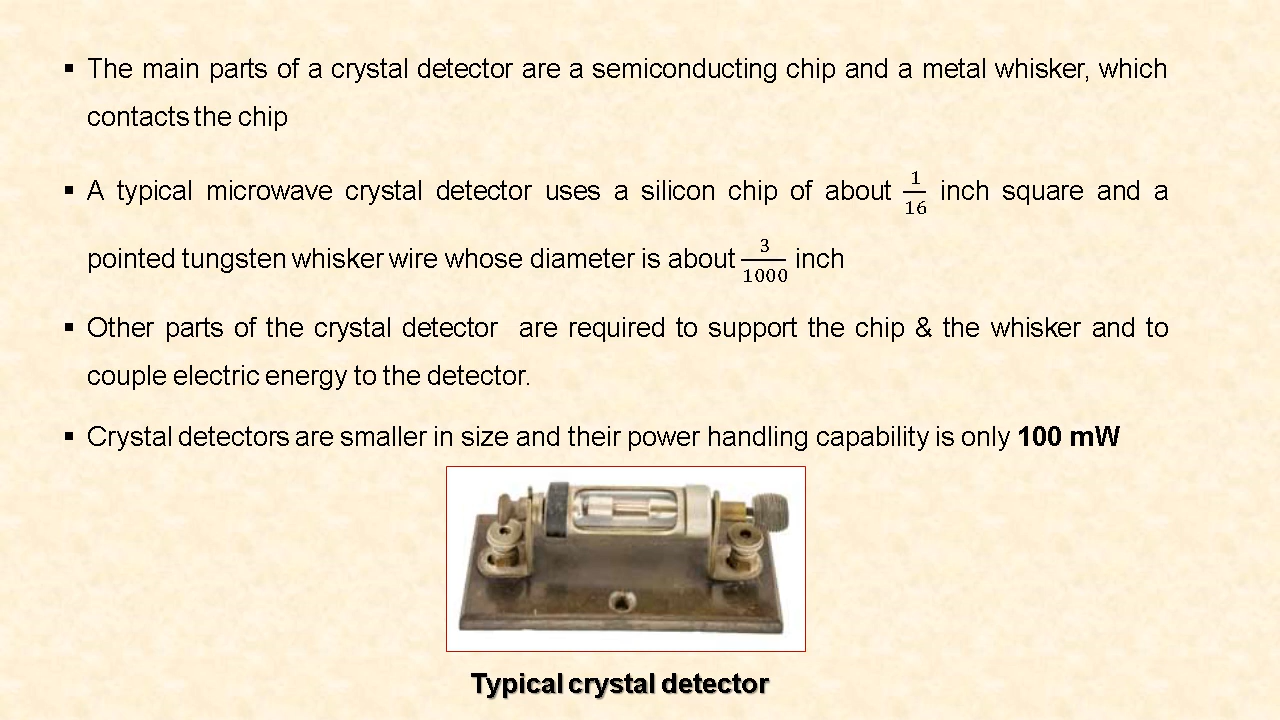 ▪ The main parts of a crystal detector are a semiconducting chip and a metal whisker, which
contacts the chip
▪ A typical microwave crystal detector uses a silicon chip of about 1/16 inch square and a
pointed tungsten whisker wire whose diameter is about 3/1000 inch
▪ Other parts of the crystal detector are required to support the chip & the whisker and to
couple electric energy to the detector.
▪ Crystal detectors are smaller in size and their power handling capability is only 100 mW
Typical crystal detector